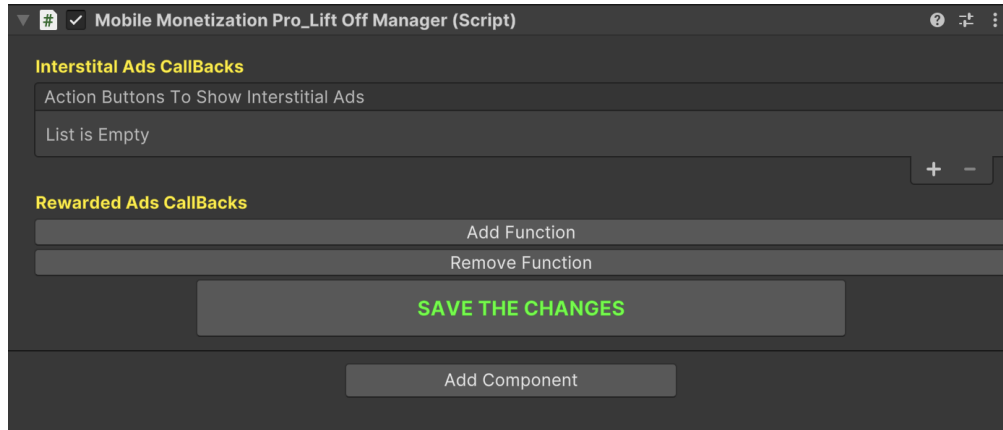 # Mobile Monetization Pro_Lift Off Manager (Script)
Interstital Ads CallBacks
Action Buttons To Show Interstitial Ads
List is Empty
+ −
Rewarded Ads CallBacks
Add Function
Remove Function
SAVE THE CHANGES
Add Component